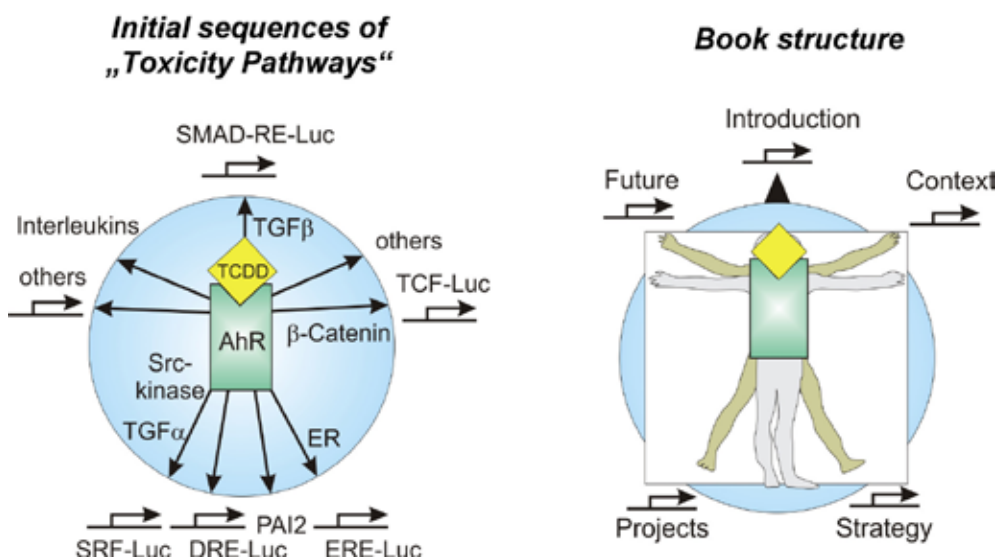 Initial sequences of
„Toxicity Pathways“
SMAD-RE-Luc
Interleukins
TGFβ
others
others
TCDD
TCF-Luc
AhR
β-Catenin
Src-
kinase
TGFα
ER
PAI2
SRF-Luc
DRE-Luc
ERE-Luc
Book structure
Introduction
Future
Context
Projects
Strategy